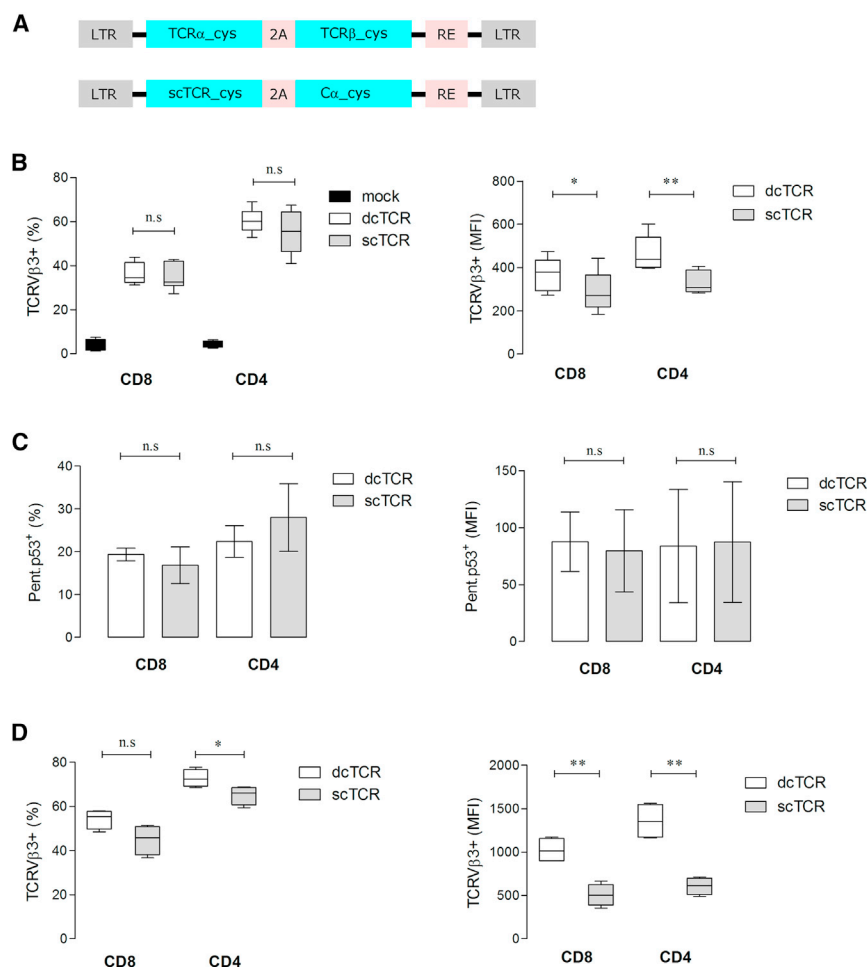 A
LTR TCRα_cys 2A TCRβ_cys RE LTR
LTR scTCR_cys 2A Cα_cys RE LTR
B
TCRVβ3+ (%)
80
60
40
20
0
n.s
n.s
mock
dcTCR
scTCR
CD8 CD4
TCRVβ3+ (MFI)
800
600
400
200
0
*
**
dcTCR
scTCR
CD8 CD4
C
Pent.p53+ (%)
40
30
20
10
0
n.s
n.s
dcTCR
scTCR
CD8 CD4
Pent.p53+ (MFI)
150
100
50
0
n.s
n.s
dcTCR
scTCR
CD8 CD4
D
TCRVβ3+ (%)
80
60
40
20
0
n.s
*
dcTCR
scTCR
CD8 CD4
TCRVβ3+ (MFI)
2000
1500
1000
500
0
**
**
dcTCR
scTCR
CD8 CD4